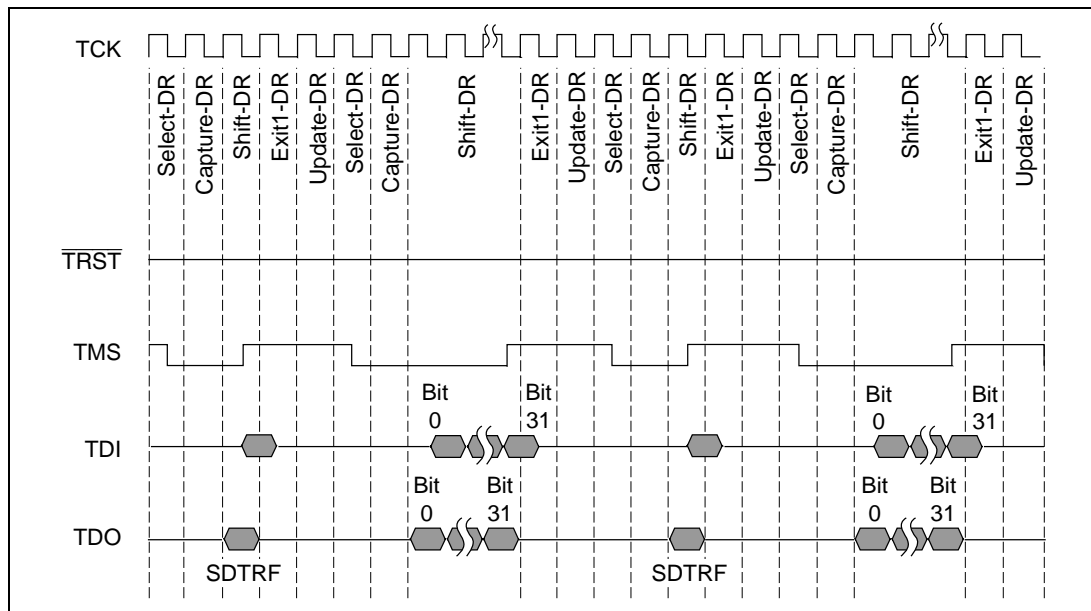 TCK
Select-DR
Capture-DR
Shift-DR
Exit1-DR
Update-DR
Select-DR
Capture-DR
Shift-DR
Exit1-DR
Update-DR
Select-DR
Capture-DR
Shift-DR
Exit1-DR
Update-DR
Select-DR
Capture-DR
Shift-DR
Exit1-DR
Update-DR
TRST
TMS
Bit
0
Bit
31
Bit
0
Bit
31
TDI
Bit
0
Bit
31
Bit
0
Bit
31
TDO
SDTRF
SDTRF